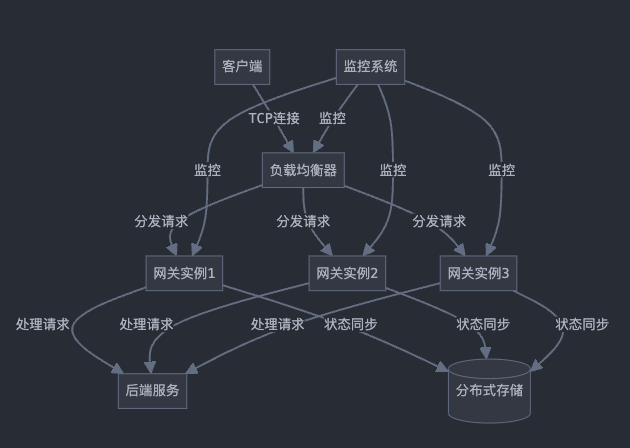 客户端
监控系统
TCP连接
监控
监控
监控
监控
负载均衡器
分发请求
分发请求
分发请求
网关实例1
网关实例2
网关实例3
处理请求
处理请求
处理请求
状态同步
状态同步
状态同步
后端服务
分布式存储